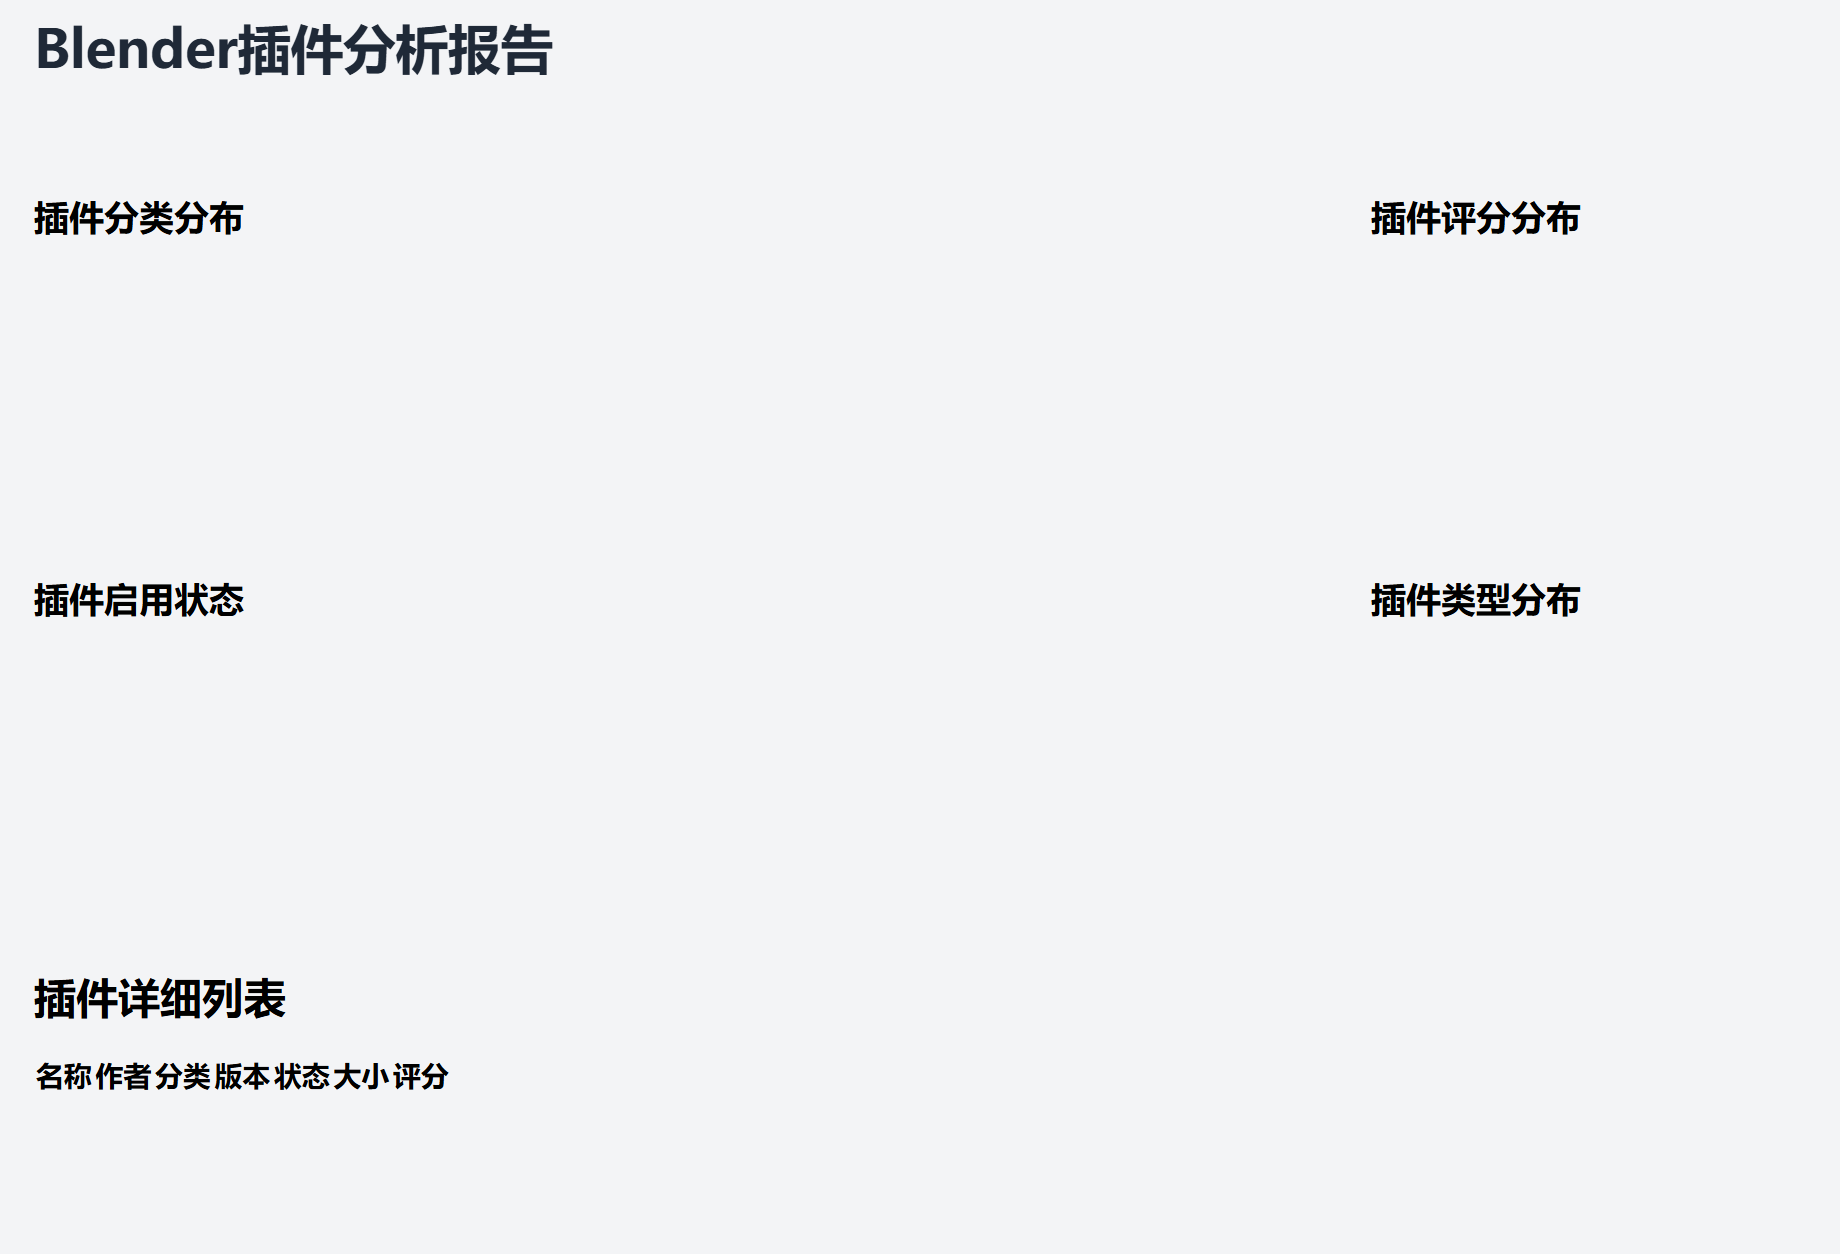 Blender插件分析报告
插件分类分布
插件评分分布
插件启用状态
插件类型分布
插件详细列表
名称 作者 分类 版本 状态 大小 评分